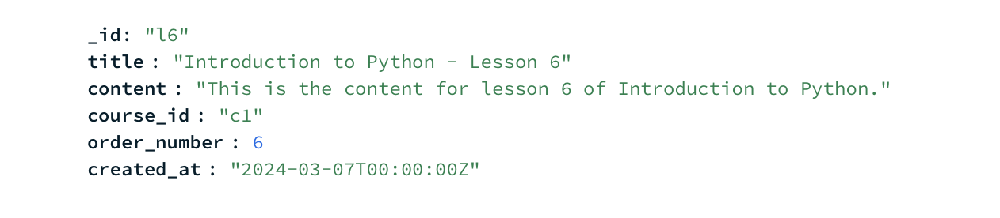 _id: "l6"
title : "Introduction to Python - Lesson 6"
content : "This is the content for lesson 6 of Introduction to Python."
course_id : "c1"
order_number : 6
created_at : "2024-03-07T00:00:00Z"